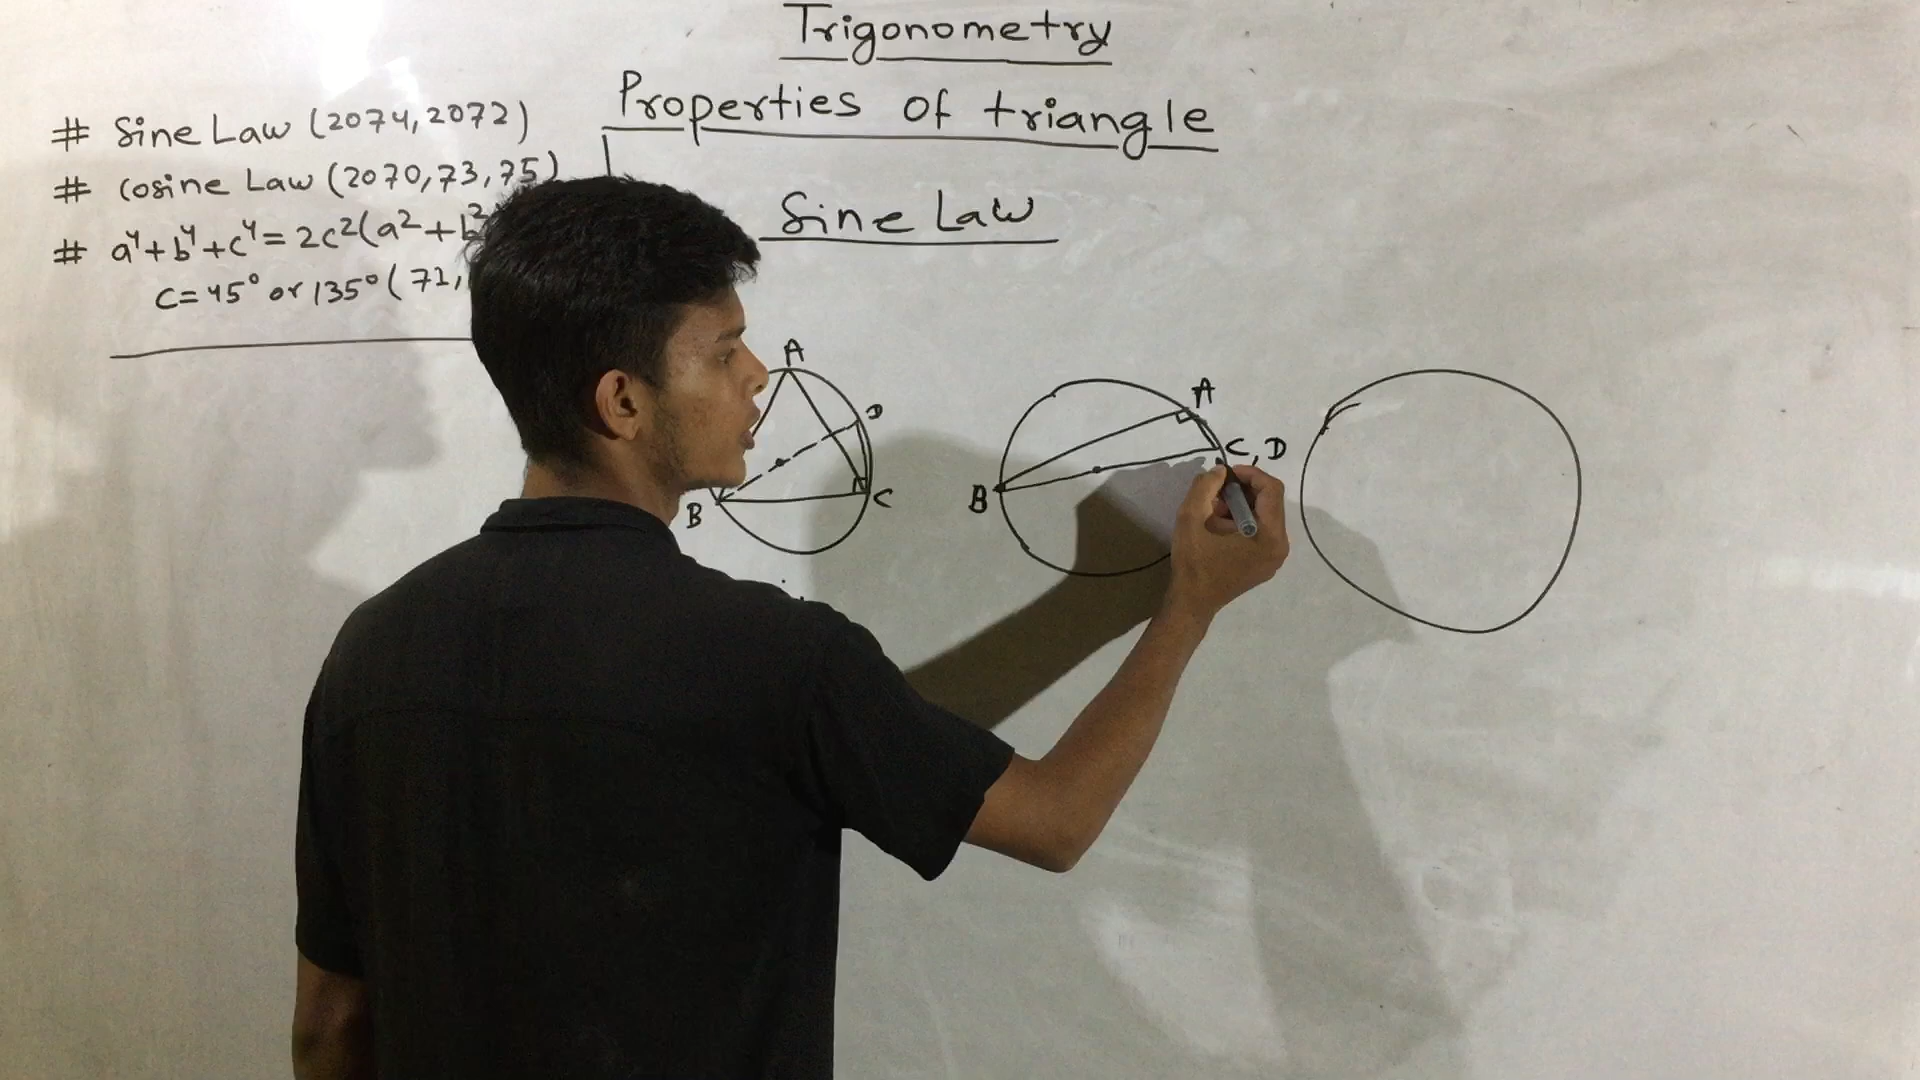 Trigonometry
Properties of triangle
Sine Law
# Sine Law (2074, 2072)
# Cosine Law (2070, 73, 75)
# a⁴ + b⁴ + c⁴ = 2c²(a² + b²
C = 45° or 135° (71,
A
D
B
C
A
C, D
B